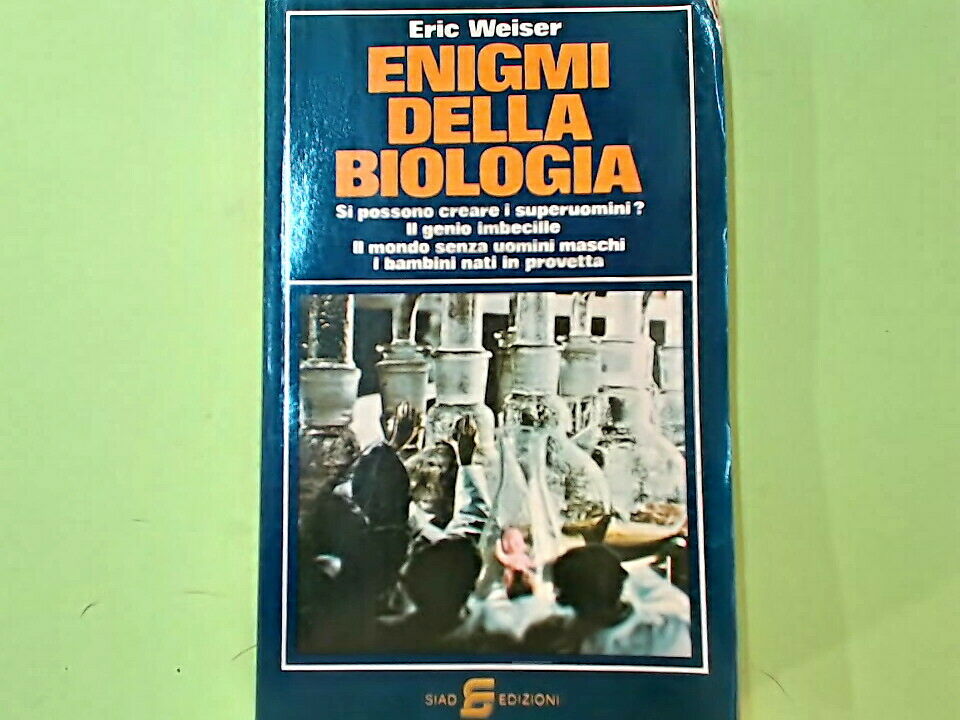 Eric Weiser
ENIGMI
DELLA
BIOLOGIA
Si possono creare i superuomini?
Il genio imbecille
Il mondo senza uomini maschi
I bambini nati in provetta
SIAD EDIZIONI